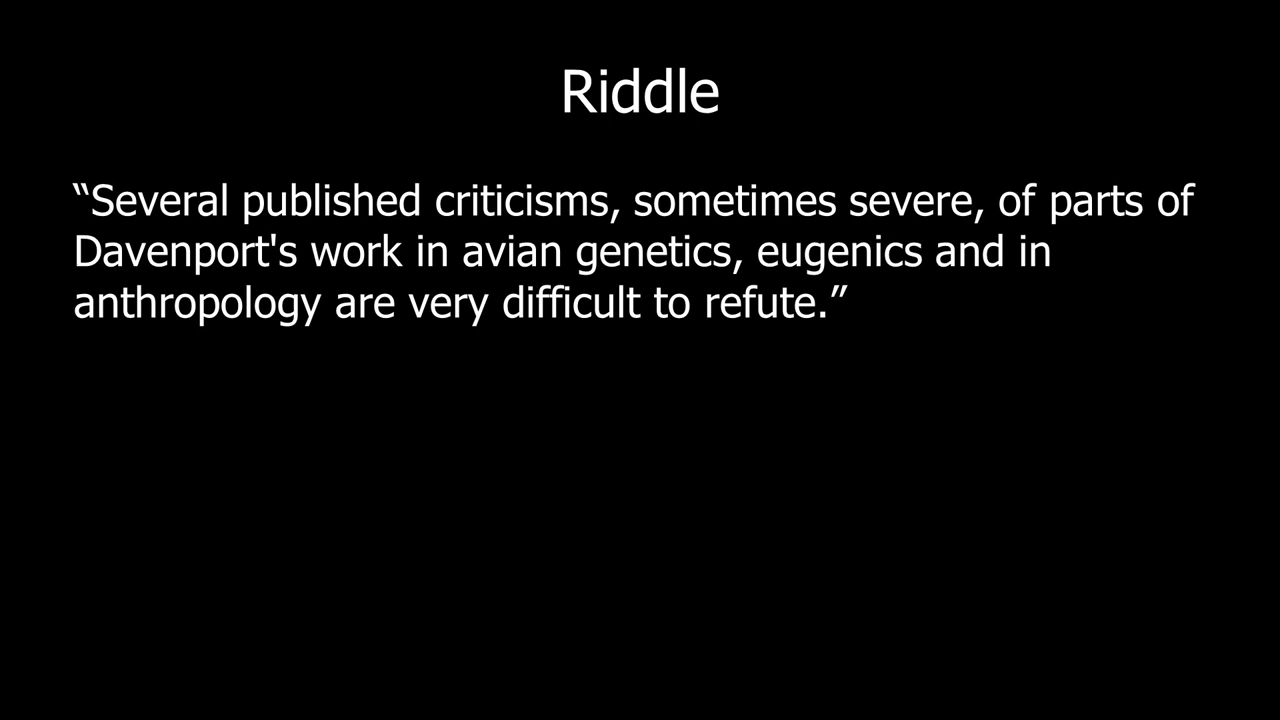 Riddle
“Several published criticisms, sometimes severe, of parts of
Davenport's work in avian genetics, eugenics and in
anthropology are very difficult to refute.”